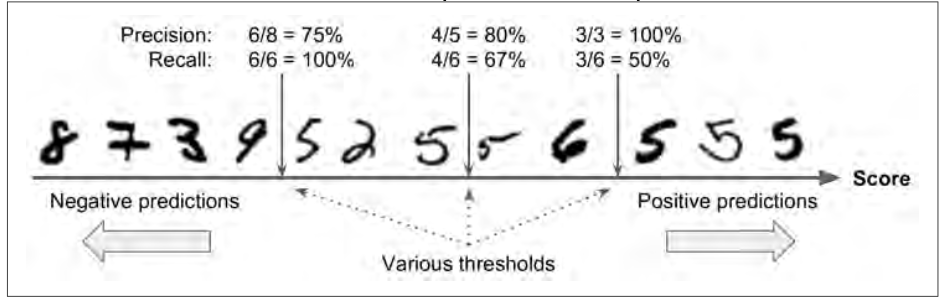 Precision: 6/8 = 75% 4/5 = 80% 3/3 = 100%
Recall: 6/6 = 100% 4/6 = 67% 3/6 = 50%
8 7 3 9 5 2 5 5 6 5 5 5
Score
Negative predictions Positive predictions
Various thresholds